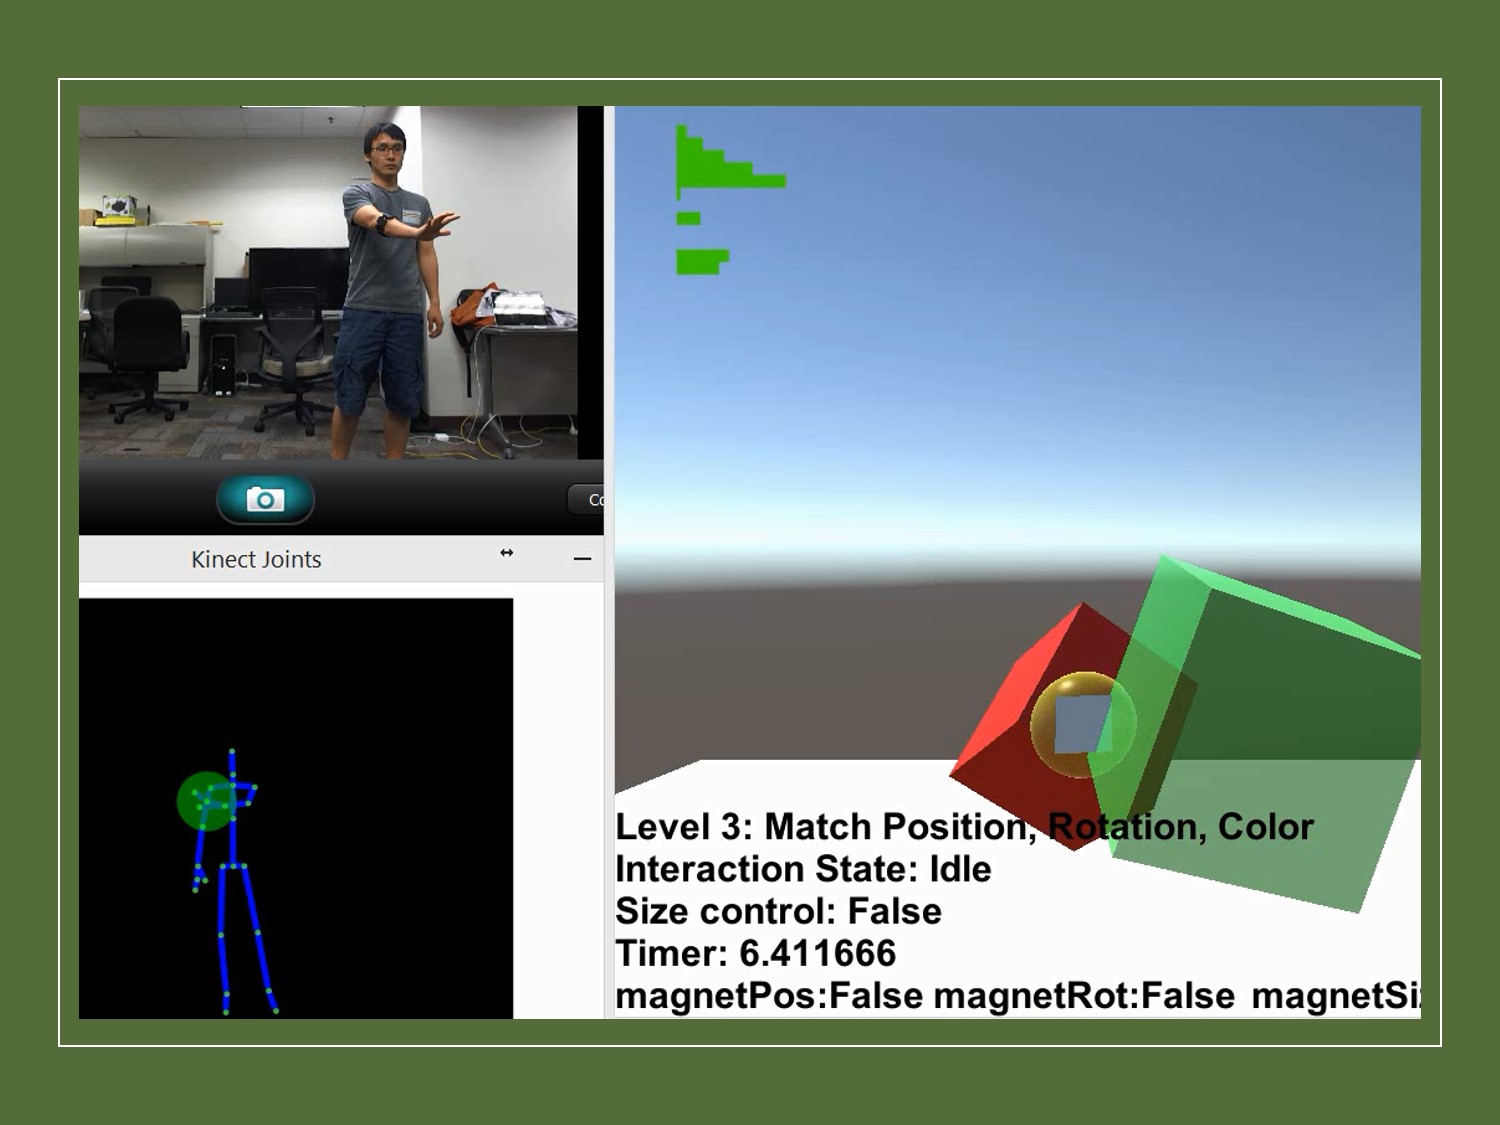 Co
Kinect Joints
Level 3: Match Position, Rotation, Color
Interaction State: Idle
Size control: False
Timer: 6.411666
magnetPos:False magnetRot:False magnetSi